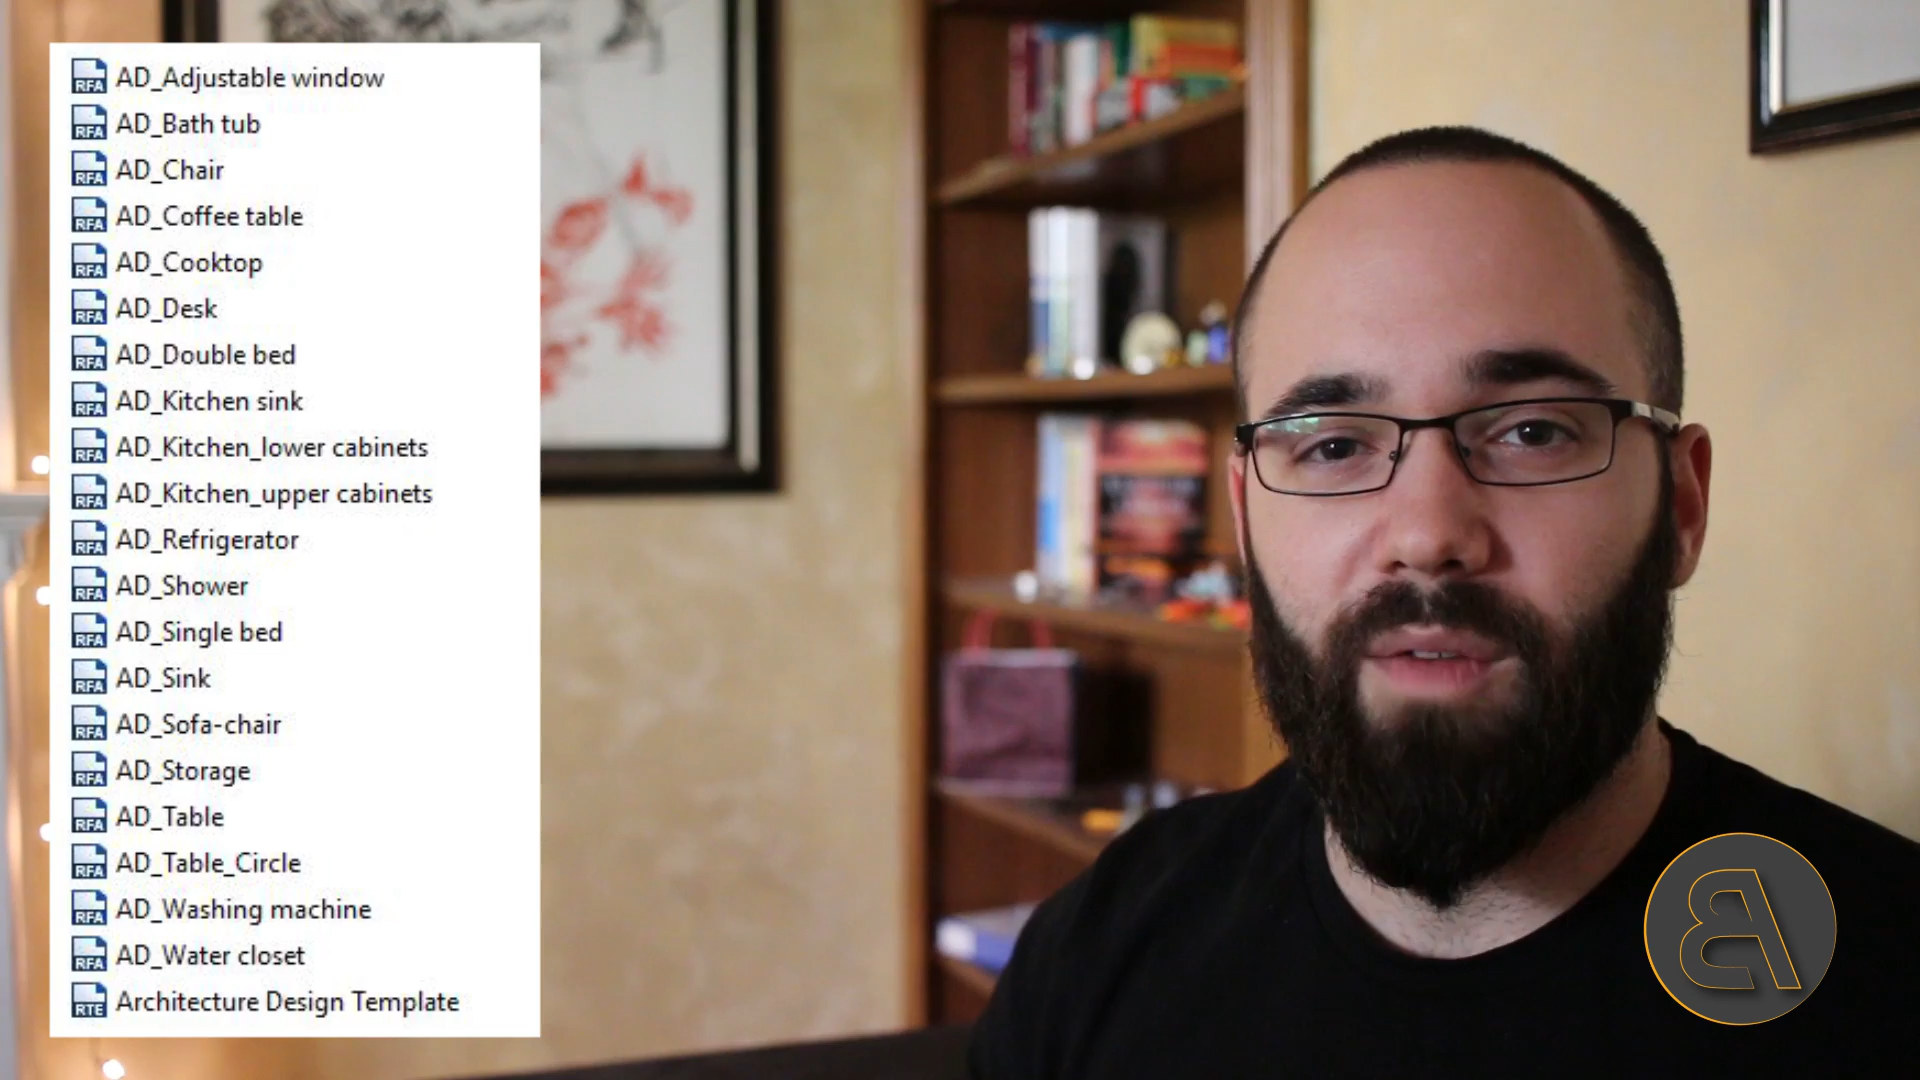 RFA AD_Adjustable window
RFA AD_Bath tub
RFA AD_Chair
RFA AD_Coffee table
RFA AD_Cooktop
RFA AD_Desk
RFA AD_Double bed
RFA AD_Kitchen sink
RFA AD_Kitchen_lower cabinets
RFA AD_Kitchen_upper cabinets
RFA AD_Refrigerator
RFA AD_Shower
RFA AD_Single bed
RFA AD_Sink
RFA AD_Sofa-chair
RFA AD_Storage
RFA AD_Table
RFA AD_Table_Circle
RFA AD_Washing machine
RFA AD_Water closet
RTE Architecture Design Template